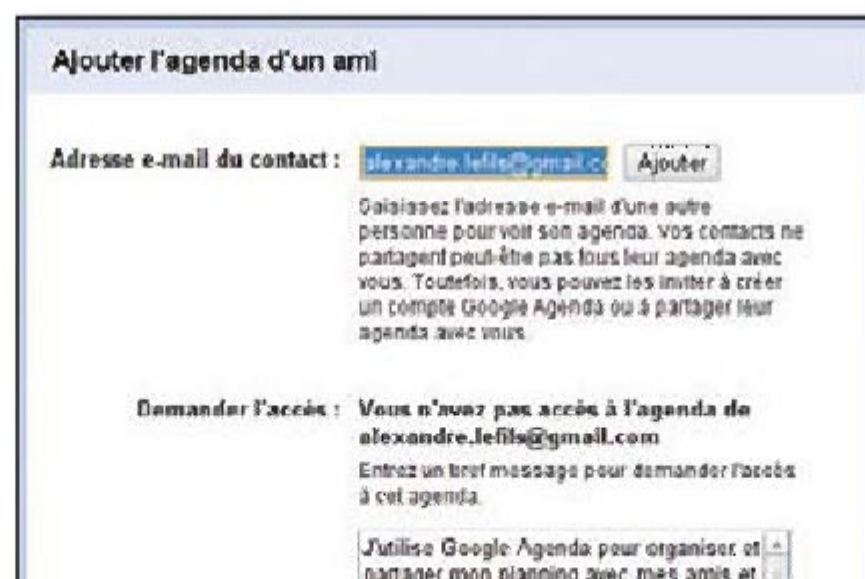 Ajouter l'agenda d'un ami
Adresse e-mail du contact : alexandre.lefils@gmail.co Ajouter
Saisissez l'adresse e-mail d'une autre
personne pour voir son agenda. Vos contacts ne
partagent peut-être pas tous leur agenda avec
vous. Toutefois, vous pouvez les inviter à créer
un compte Google Agenda ou à partager leur
agenda avec vous.
Demander l'accès : Vous n'avez pas accès à l'agenda de
alexandre.lefils@gmail.com
Entrez un bref message pour demander l'accès
à cet agenda.
J'utilise Google Agenda pour organiser et
partager mon planning avec mes amis et